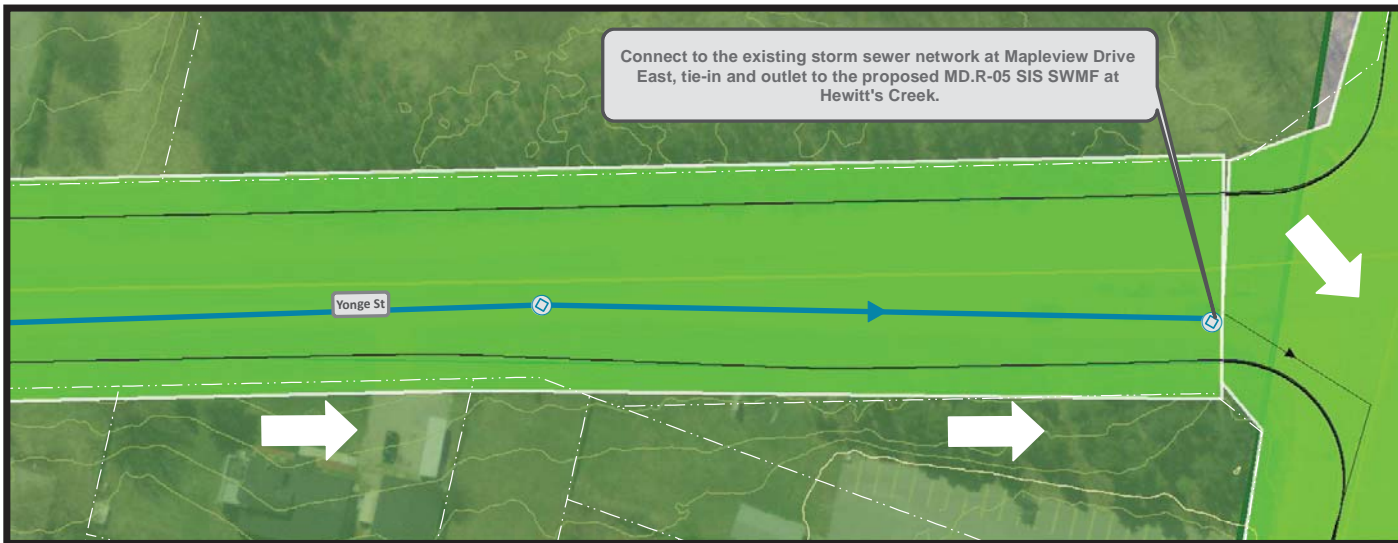 Connect to the existing storm sewer network at Mapleview Drive
East, tie-in and outlet to the proposed MD.R-05 SIS SWMF at
Hewitt's Creek.
Yonge St